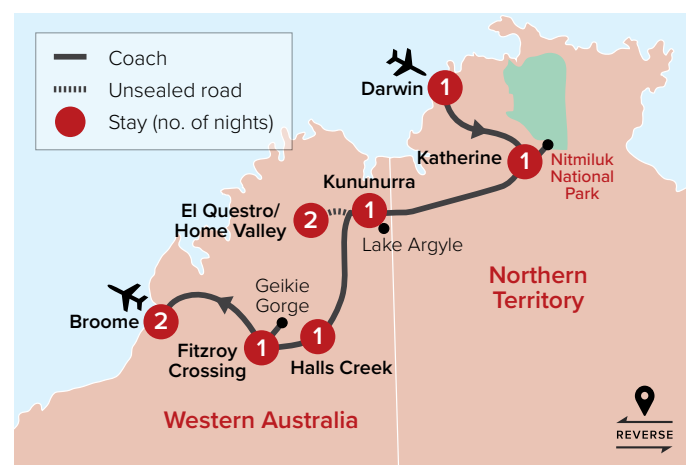 Coach
Unsealed road
Stay (no. of nights)
Darwin
1
Katherine
1
Nitmiluk
National
Park
Kununurra
1
El Questro/
Home Valley
2
Lake Argyle
Northern
Territory
Geikie
Gorge
Broome
2
Fitzroy
Crossing
1
1
Halls Creek
Western Australia
REVERSE